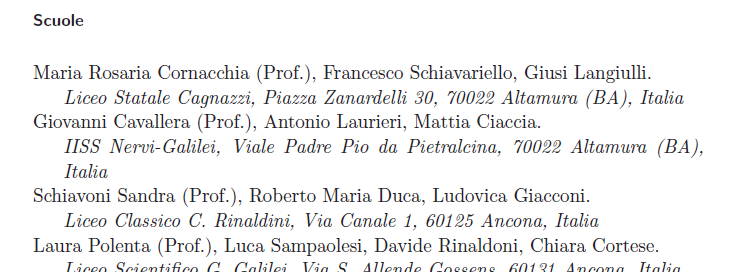 Scuole
Maria Rosaria Cornacchia (Prof.), Francesco Schiavariello, Giusi Langiulli.
Liceo Statale Cagnazzi, Piazza Zanardelli 30, 70022 Altamura (BA), Italia
Giovanni Cavallera (Prof.), Antonio Laurieri, Mattia Ciaccia.
IISS Nervi-Galilei, Viale Padre Pio da Pietralcina, 70022 Altamura (BA),
Italia
Schiavoni Sandra (Prof.), Roberto Maria Duca, Ludovica Giacconi.
Liceo Classico C. Rinaldini, Via Canale 1, 60125 Ancona, Italia
Laura Polenta (Prof.), Luca Sampaolesi, Davide Rinaldoni, Chiara Cortese.
Liceo Scientifico G. Galilei, Via S. Allende Gossens, 60131 Ancona, Italia